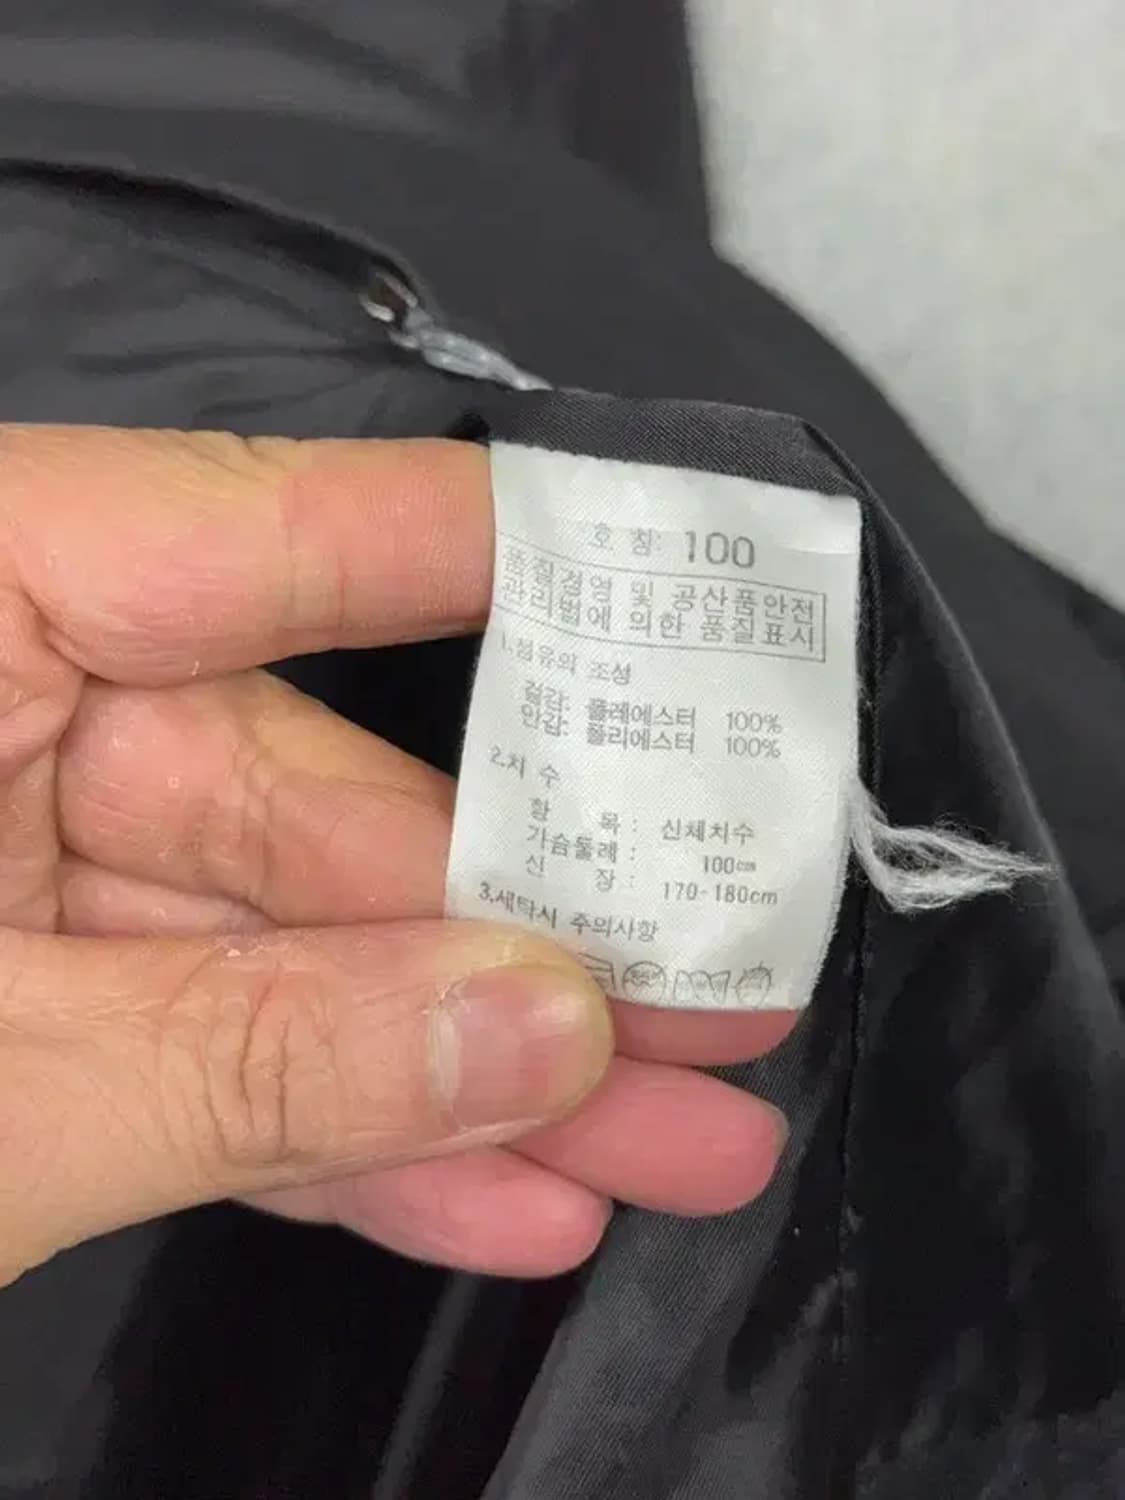 호 칭: 100
품질경영 및 공산품안전
관리법에 의한 품질표시
1.섬유의 조성
겉감: 폴레에스터 100%
안감: 폴리에스터 100%
2.치 수
항 목 : 신체치수
가슴둘레 : 100cm
신 장 : 170-180cm
3.세탁시 주의사항